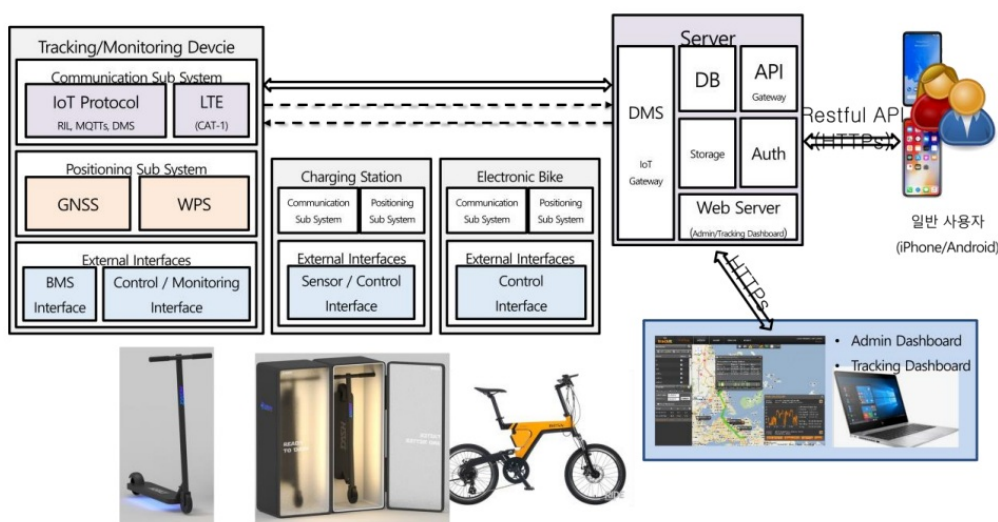 Tracking/Monitoring Devcie
Communication Sub System
IoT Protocol
RIL, MQTTs, DMS
LTE
(CAT-1)
Positioning Sub System
GNSS
WPS
External Interfaces
BMS
Interface
Control / Monitoring
Interface
Charging Station
Communication
Sub System
Positioning
Sub System
External Interfaces
Sensor / Control
Interface
Electronic Bike
Communication
Sub System
Positioning
Sub System
External Interfaces
Control
Interface
Server
DMS
IoT
Gateway
DB
API
Gateway
Storage
Auth
Web Server
(Admin/Tracking Dashboard)
Restful API
(HTTPs)
일반 사용자
(iPhone/Android)
HTTPs
• Admin Dashboard
• Tracking Dashboard